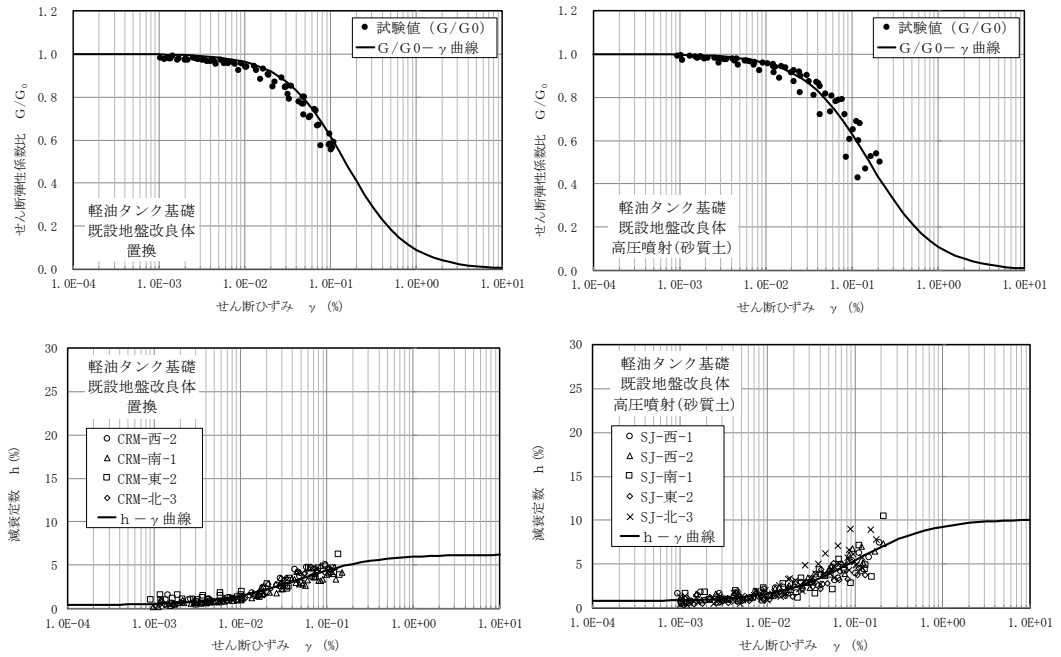 1.2
1.0
0.8
0.6
0.4
0.2
0.0
せん断弾性係数比 G/G₀
● 試験値（G/G0）
G/G0－γ曲線
軽油タンク基礎
既設地盤改良体
置換
1.0E-04 1.0E-03 1.0E-02 1.0E-01 1.0E+00 1.0E+01
せん断ひずみ γ (%)
1.2
1.0
0.8
0.6
0.4
0.2
0.0
せん断弾性係数比 G/G₀
● 試験値（G/G0）
G/G0－γ曲線
軽油タンク基礎
既設地盤改良体
高圧噴射(砂質土)
1.0E-04 1.0E-03 1.0E-02 1.0E-01 1.0E+00 1.0E+01
せん断ひずみ γ (%)
30
25
20
15
10
5
0
減衰定数 h(%)
軽油タンク基礎
既設地盤改良体
置換
○ CRM-西-2
△ CRM-南-1
□ CRM-東-2
◇ CRM-北-3
h－γ曲線
1.0E-04 1.0E-03 1.0E-02 1.0E-01 1.0E+00 1.0E+01
せん断ひずみ γ (%)
30
25
20
15
10
5
0
減衰定数 h(%)
軽油タンク基礎
既設地盤改良体
高圧噴射(砂質土)
○ SJ-西-1
△ SJ-西-2
□ SJ-南-1
◇ SJ-東-2
× SJ-北-3
h－γ曲線
1.0E-04 1.0E-03 1.0E-02 1.0E-01 1.0E+00 1.0E+01
せん断ひずみ γ (%)